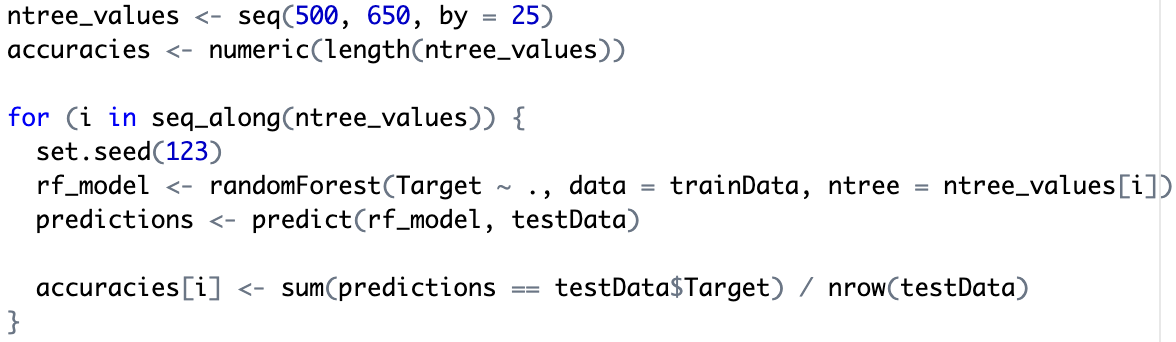 ntree_values <- seq(500, 650, by = 25)
accuracies <- numeric(length(ntree_values))

for (i in seq_along(ntree_values)) {
  set.seed(123)
  rf_model <- randomForest(Target ~ ., data = trainData, ntree = ntree_values[i])
  predictions <- predict(rf_model, testData)

  accuracies[i] <- sum(predictions == testData$Target) / nrow(testData)
}